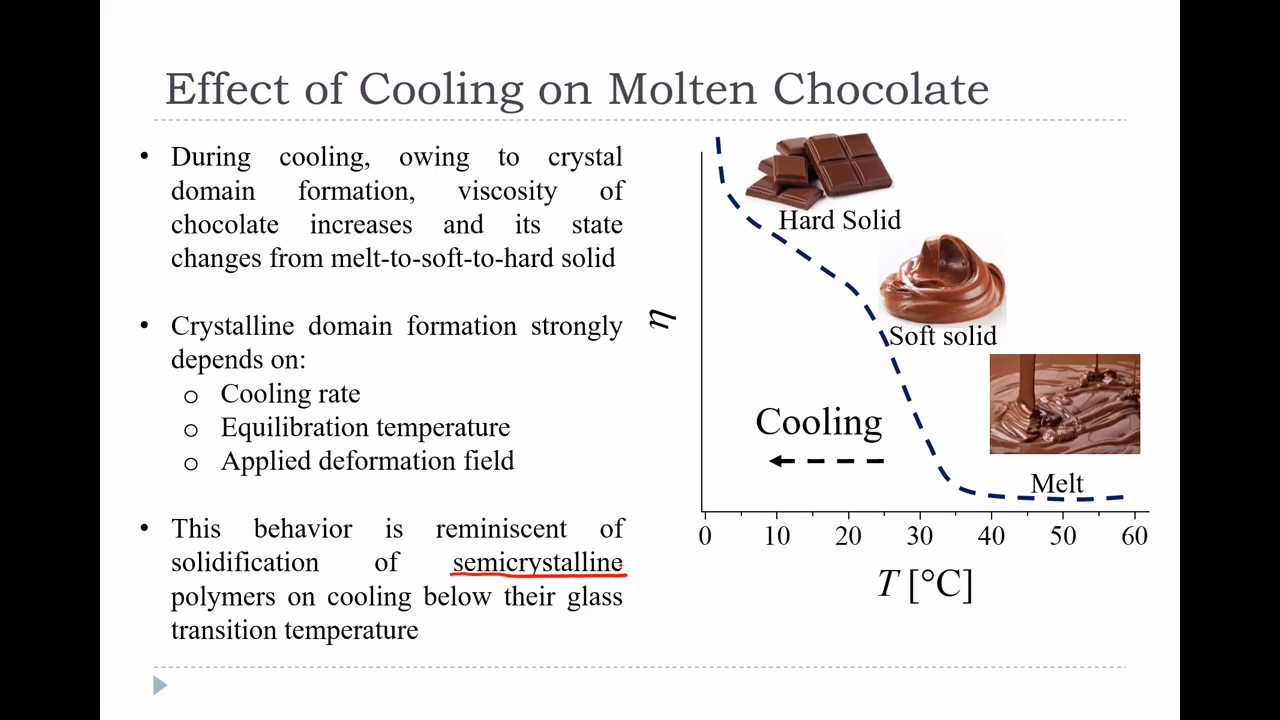 Effect of Cooling on Molten Chocolate
• During cooling, owing to crystal
domain formation, viscosity of
chocolate increases and its state
changes from melt-to-soft-to-hard solid
• Crystalline domain formation strongly
depends on:
o Cooling rate
o Equilibration temperature
o Applied deformation field
• This behavior is reminiscent of
solidification of semicrystalline
polymers on cooling below their glass
transition temperature
η
Hard Solid
Soft solid
Cooling
Melt
0 10 20 30 40 50 60
T [°C]